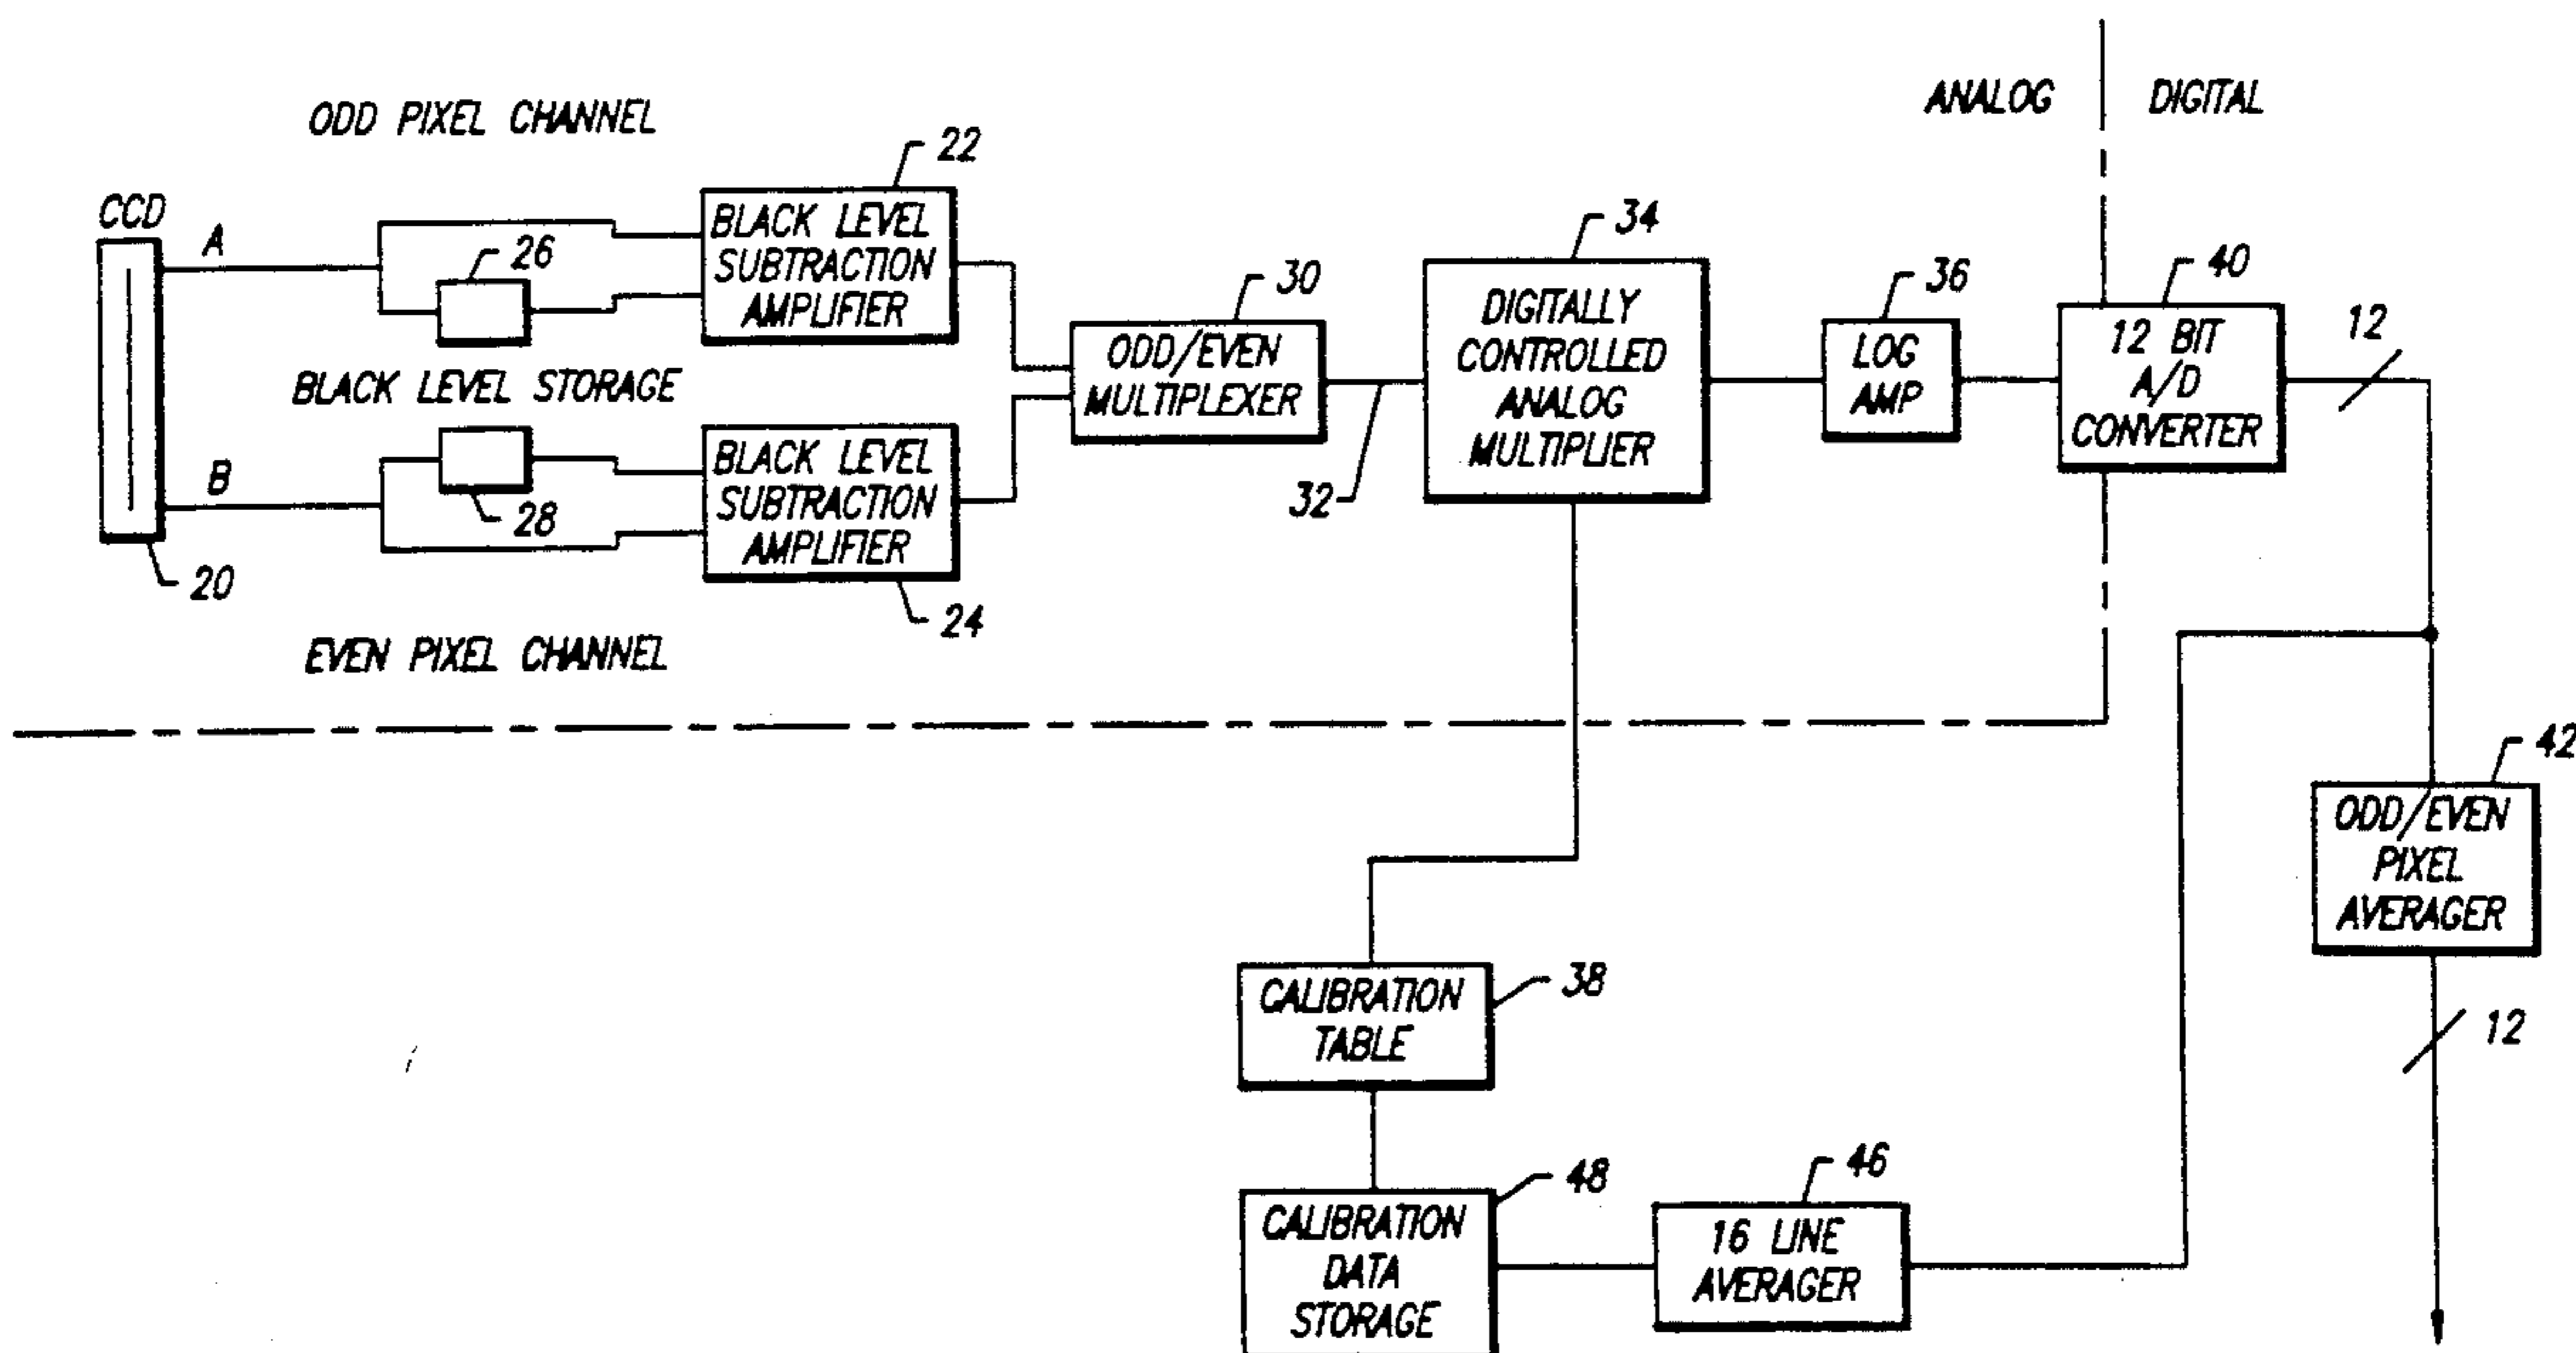 ODD PIXEL CHANNEL
ANALOG
DIGITAL
CCD
A
26
BLACK LEVEL
SUBTRACTION
AMPLIFIER
22
BLACK LEVEL STORAGE
B
28
20
BLACK LEVEL
SUBTRACTION
AMPLIFIER
24
EVEN PIXEL CHANNEL
30
ODD/EVEN
MULTIPLEXER
32
34
DIGITALLY
CONTROLLED
ANALOG
MULTIPLIER
36
LOG
AMP
40
12 BIT
A/D
CONVERTER
12
42
ODD/EVEN
PIXEL
AVERAGER
12
CALIBRATION
TABLE
38
CALIBRATION
DATA
STORAGE
48
46
16 LINE
AVERAGER